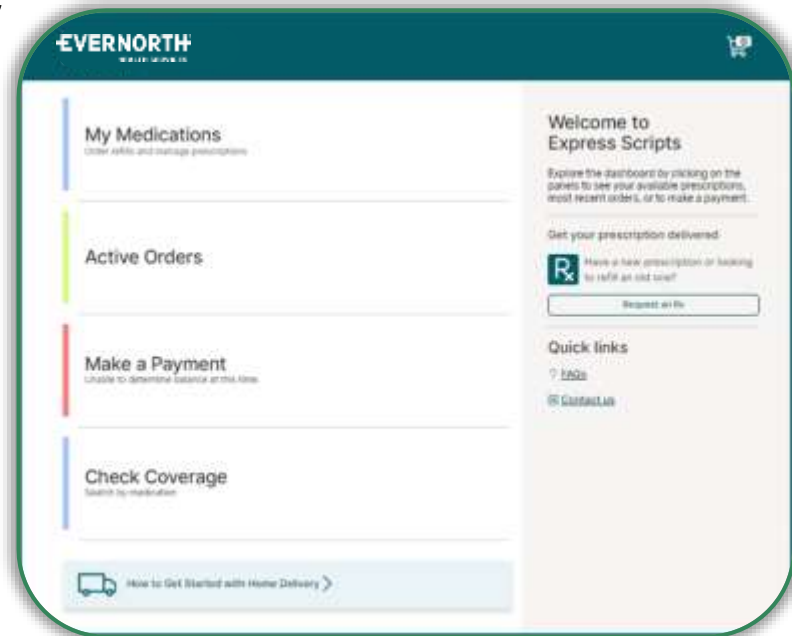 EVERNORTH
My Medications
Order refills and manage prescriptions
Active Orders
Make a Payment
Unable to determine balance at this time
Check Coverage
Search by medication
How to Get Started with Home Delivery
Welcome to
Express Scripts
Explore the dashboard by clicking on the
panels to see your available prescriptions,
most recent orders, or to make a payment.
Get your prescription delivered
Rx
Have a new prescription or looking
to refill an old one?
Request an Rx
Quick links
? FAQs
Contact us